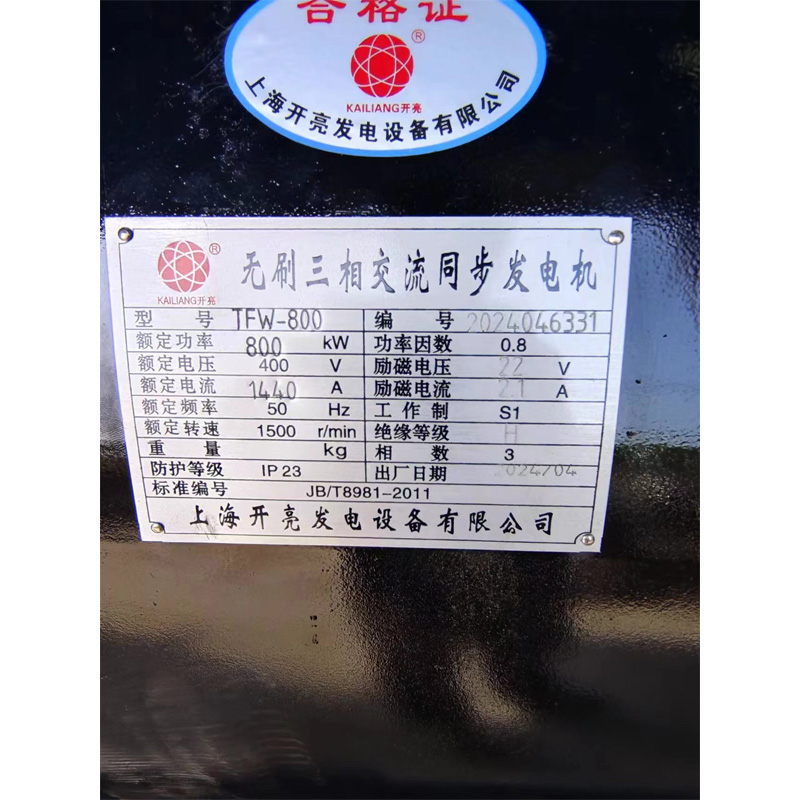 合格证
®
KAILIANG开亮
上海开亮发电设备有限公司
®
KAILIANG开亮
无刷三相交流同步发电机
型 号 TFW-800 编 号 2024046331
额定功率 800 kW 功率因数 0.8
额定电压 400 V 励磁电压 22 V
额定电流 1440 A 励磁电流 2.1 A
额定频率 50 Hz 工作制 S1
额定转速 1500 r/min 绝缘等级 H
重 量 kg 相 数 3
防护等级 IP 23 出厂日期 2024/04
标准编号 JB/T8981-2011
上海开亮发电设备有限公司